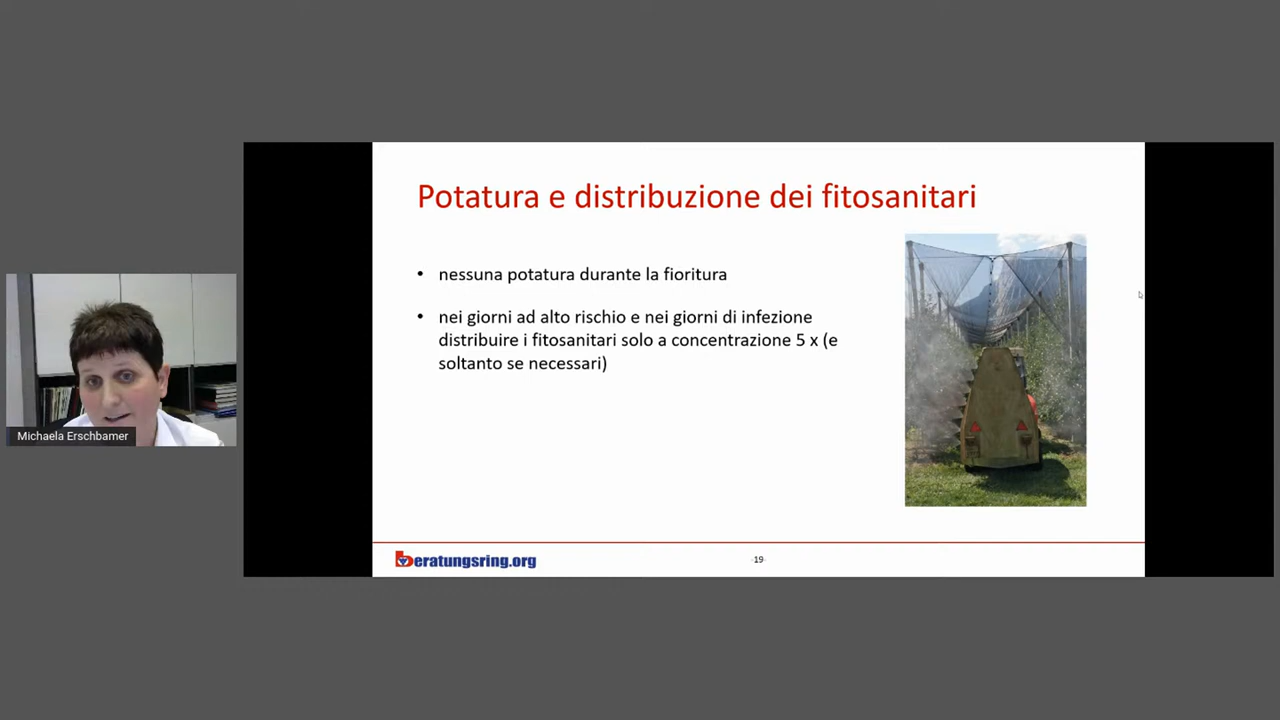 Potatura e distribuzione dei fitosanitari
• nessuna potatura durante la fioritura
• nei giorni ad alto rischio e nei giorni di infezione
distribuire i fitosanitari solo a concentrazione 5 x (e
soltanto se necessari)
Michaela Erschbamer
beratungsring.org
-19-